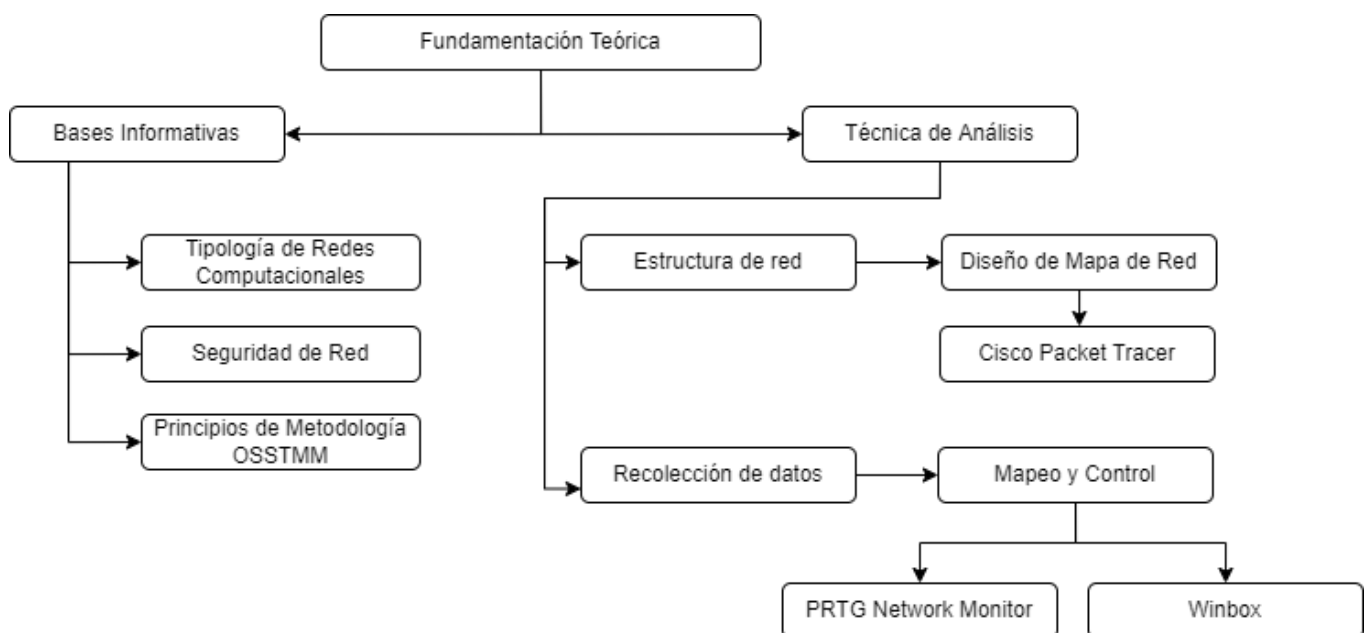 Fundamentación Teórica
Bases Informativas
Técnica de Análisis
Tipología de Redes
Computacionales
Estructura de red
Diseño de Mapa de Red
Seguridad de Red
Cisco Packet Tracer
Principios de Metodología
OSSTMM
Recolección de datos
Mapeo y Control
PRTG Network Monitor
Winbox